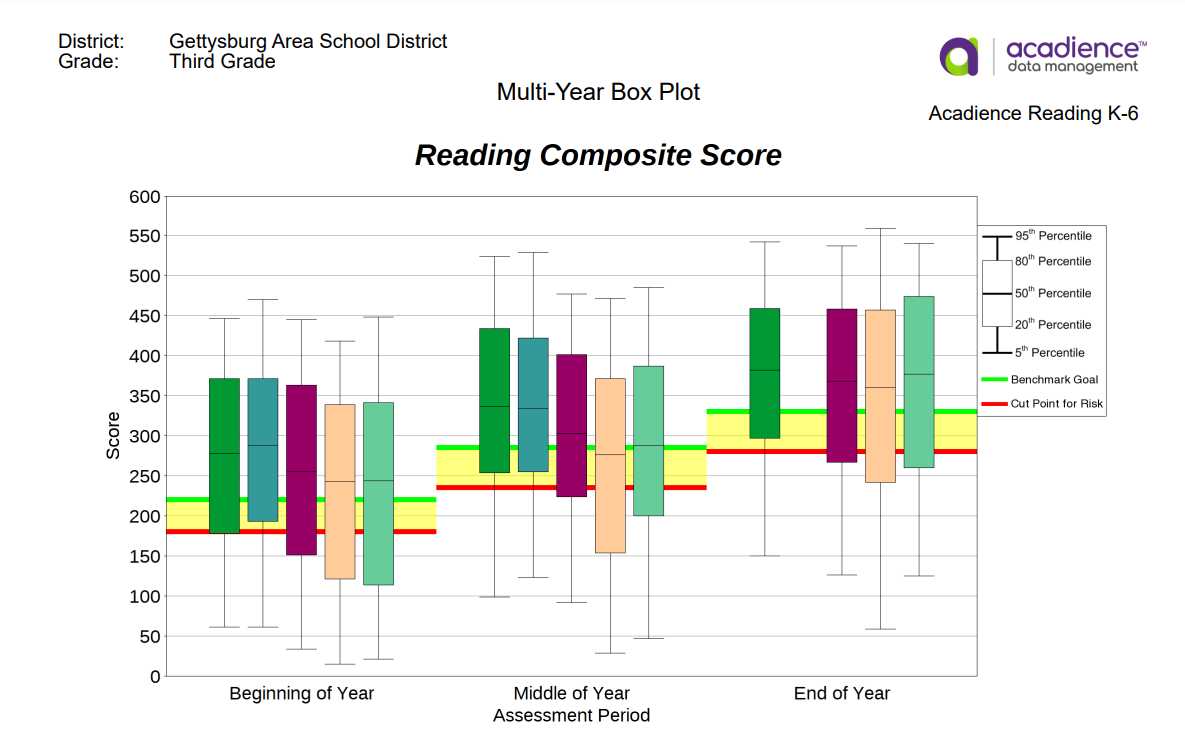 District: Gettysburg Area School District
Grade: Third Grade
acadience™
data management
Multi-Year Box Plot
Acadience Reading K-6
Reading Composite Score
600
550
500
450
400
350
300
250
200
150
100
50
0
Score
Beginning of Year
Middle of Year
End of Year
Assessment Period
95th Percentile
80th Percentile
50th Percentile
20th Percentile
5th Percentile
Benchmark Goal
Cut Point for Risk